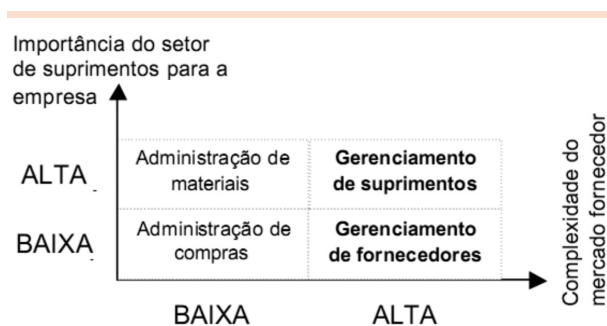 Importância do setor
de suprimentos para a
empresa
ALTA
Administração de
materiais
Gerenciamento
de suprimentos
BAIXA
Administração de
compras
Gerenciamento
de fornecedores
BAIXA
ALTA
Complexidade do
mercado fornecedor